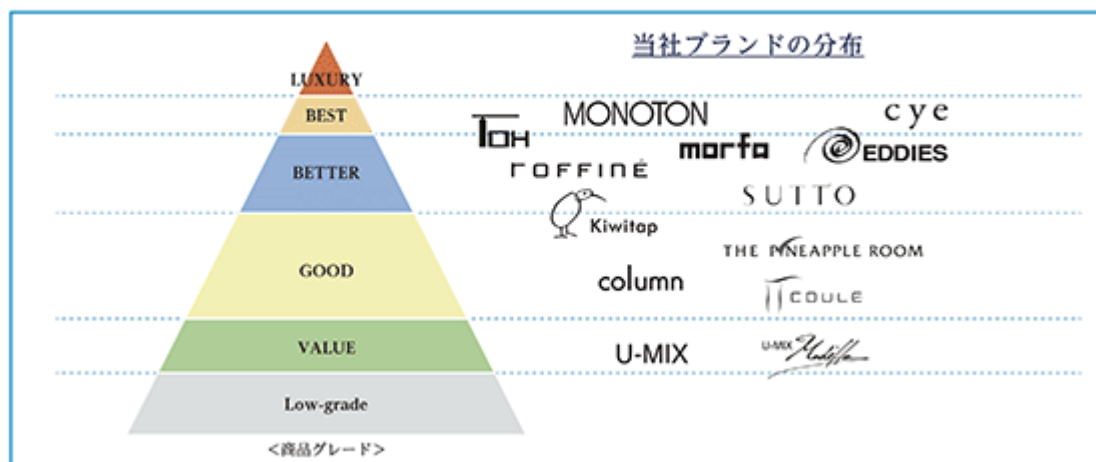 当社ブランドの分布
LUXURY
BEST
BETTER
GOOD
VALUE
Low-grade
<商品グレード>
MONOTON
cye
TOH
morfo
EDDIES
roffiné
SUTTO
Kiwitap
THE PINEAPPLE ROOM
column
COULE
U-MIX
U-MIX